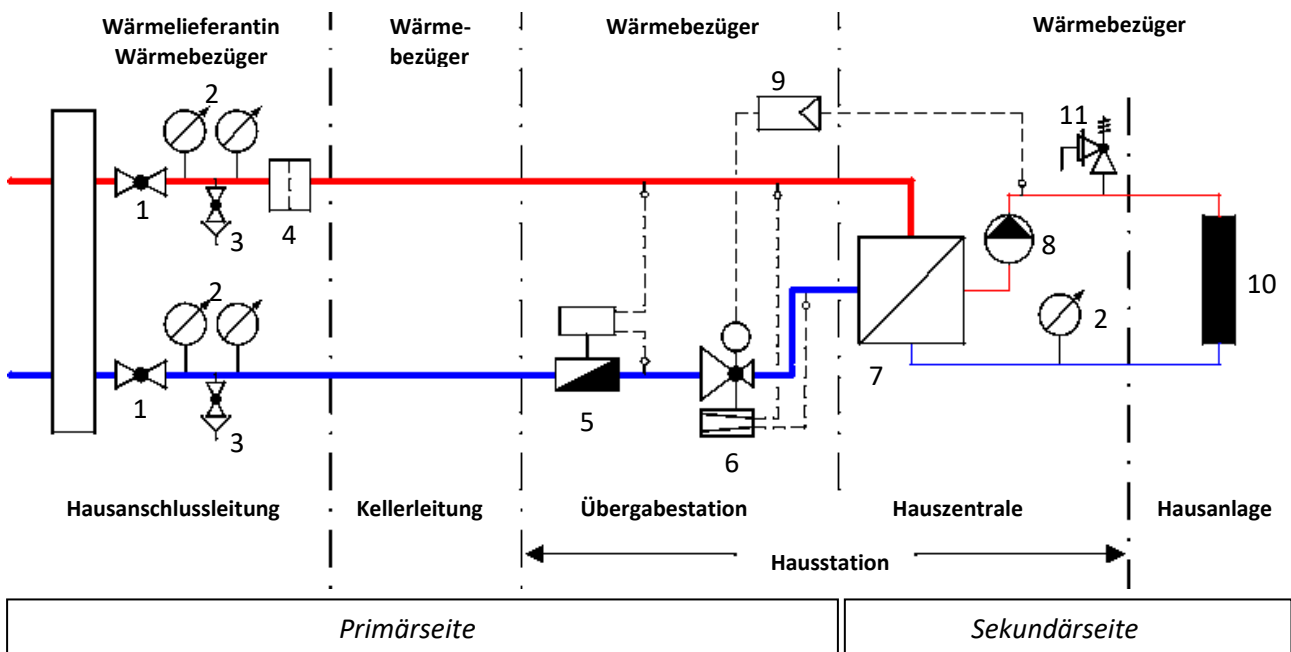 Wärmelieferantin
Wärmebezüger
Wärme-
bezüger
Wärmebezüger
Wärmebezüger
2
9
11
1
3
4
8
2
2
10
1
3
5
6
7
Hausanschlussleitung
Kellerleitung
Übergabestation
Hauszentrale
Hausanlage
Hausstation
Primärseite
Sekundärseite